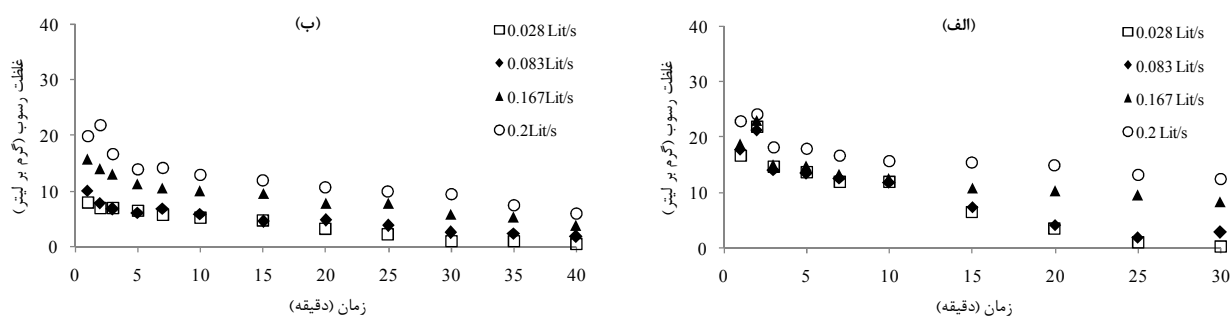 (الف)
غلظت رسوب (گرم بر لیتر)
40
30
20
10
0
0 5 10 15 20 25 30
زمان (دقیقه)
0.028 Lit/s
0.083 Lit/s
0.167 Lit/s
0.2 Lit/s
(ب)
غلظت رسوب (گرم بر لیتر)
40
30
20
10
0
0 5 10 15 20 25 30 35 40
زمان (دقیقه)
0.028 Lit/s
0.083Lit/s
0.167 Lit/s
0.2Lit/s